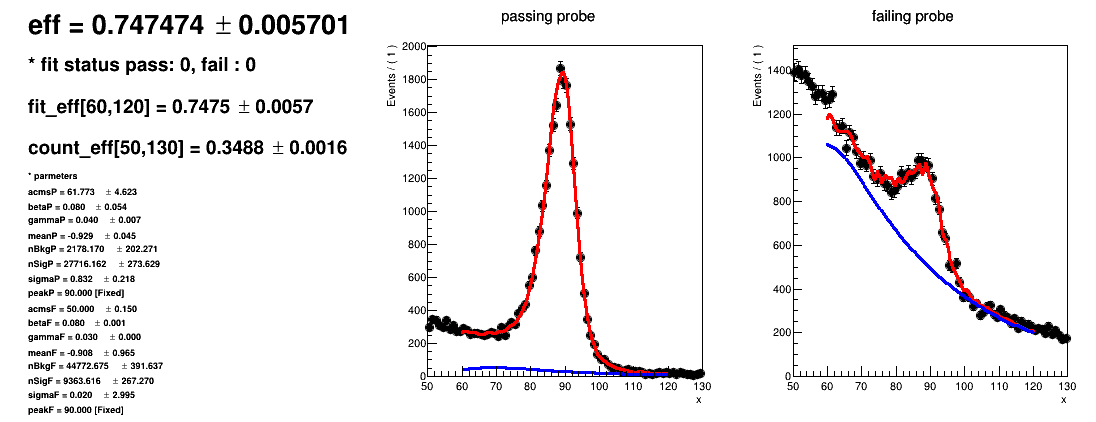 eff = 0.747474 ± 0.005701
* fit status pass: 0, fail : 0
fit_eff[60,120] = 0.7475 ± 0.0057
count_eff[50,130] = 0.3488 ± 0.0016
* parmeters
acmsP = 61.773 ± 4.623
betaP = 0.080 ± 0.054
gammaP = 0.040 ± 0.007
meanP = -0.929 ± 0.045
nBkgP = 2178.170 ± 202.271
nSigP = 27716.162 ± 273.629
sigmaP = 0.832 ± 0.218
peakP = 90.000 [Fixed]
acmsF = 50.000 ± 0.150
betaF = 0.080 ± 0.001
gammaF = 0.030 ± 0.000
meanF = -0.908 ± 0.965
nBkgF = 44772.675 ± 391.637
nSigF = 9363.616 ± 267.270
sigmaF = 0.020 ± 2.995
peakF = 90.000 [Fixed]
passing probe
Events / ( 1 )
2000
1800
1600
1400
1200
1000
800
600
400
200
0
50 60 70 80 90 100 110 120 130
x
failing probe
Events / ( 1 )
1400
1200
1000
800
600
400
200
0
50 60 70 80 90 100 110 120 130
x